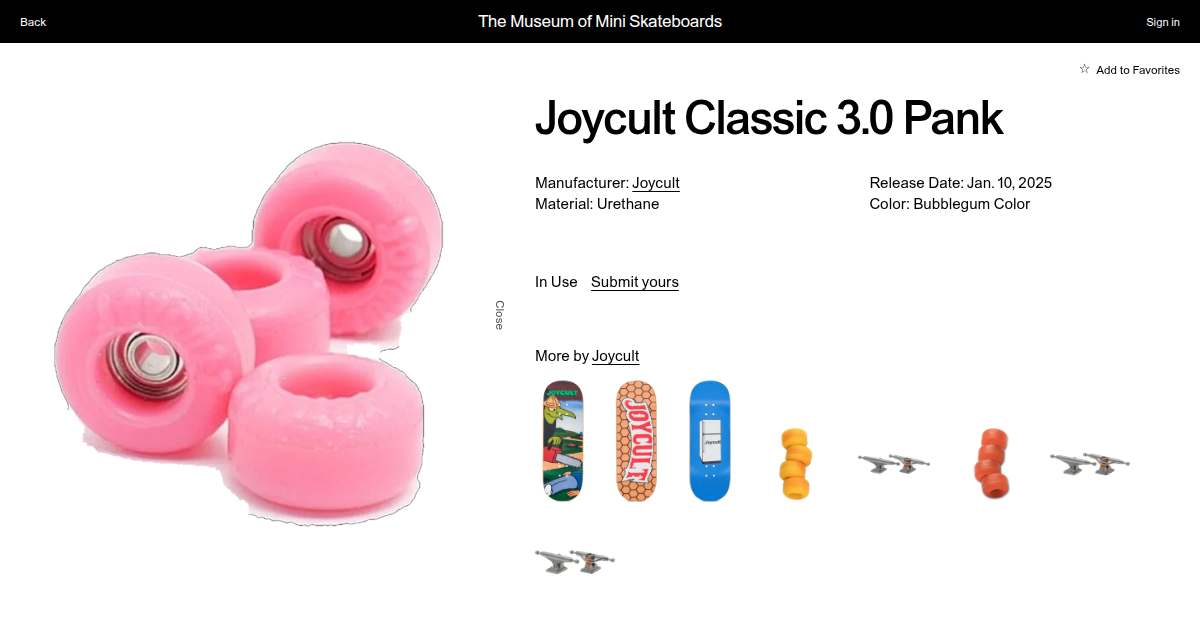 Back
The Museum of Mini Skateboards
Sign in
☆ Add to Favorites
Joycult Classic 3.0 Pank
Manufacturer: Joycult
Material: Urethane
Release Date: Jan. 10, 2025
Color: Bubblegum Color
In Use Submit yours
Close
More by Joycult
JOYCULT
JOYCULT
Joycult